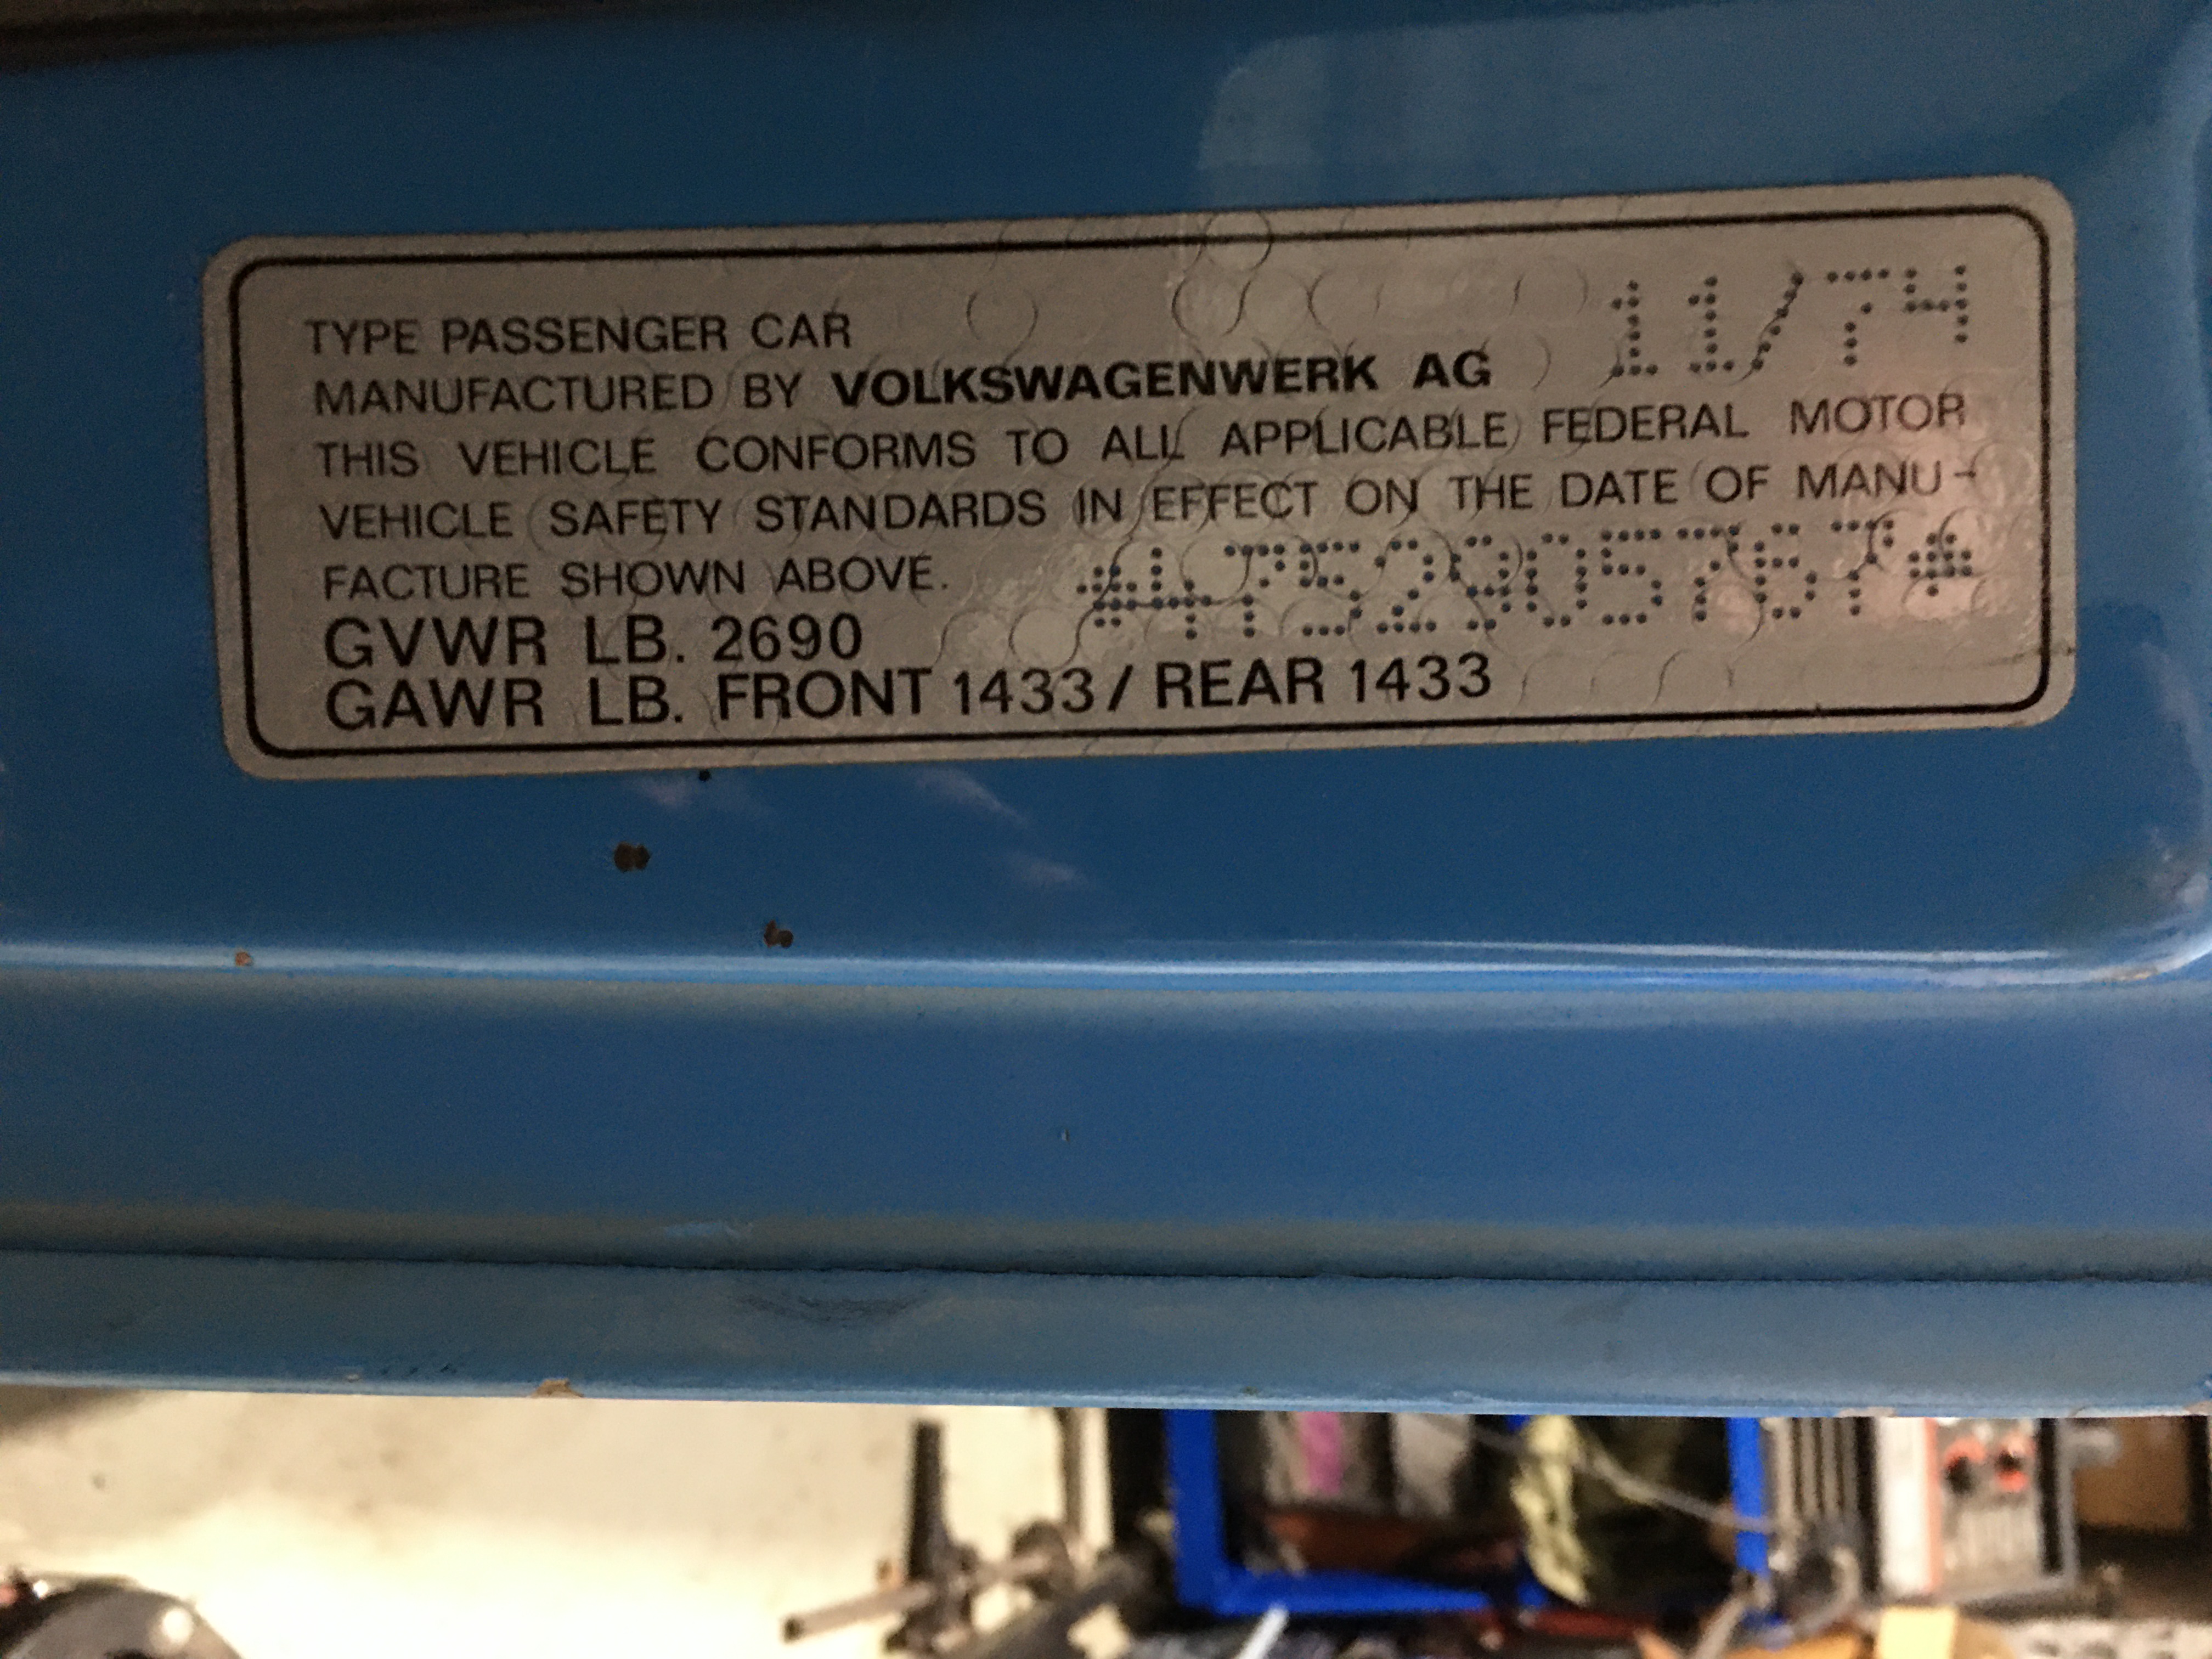 TYPE PASSENGER CAR
11/74
MANUFACTURED BY VOLKSWAGENWERK AG
THIS VEHICLE CONFORMS TO ALL APPLICABLE FEDERAL MOTOR
VEHICLE SAFETY STANDARDS IN EFFECT ON THE DATE OF MANU-
FACTURE SHOWN ABOVE.
*4752905767*
GVWR LB. 2690
GAWR LB. FRONT 1433 / REAR 1433